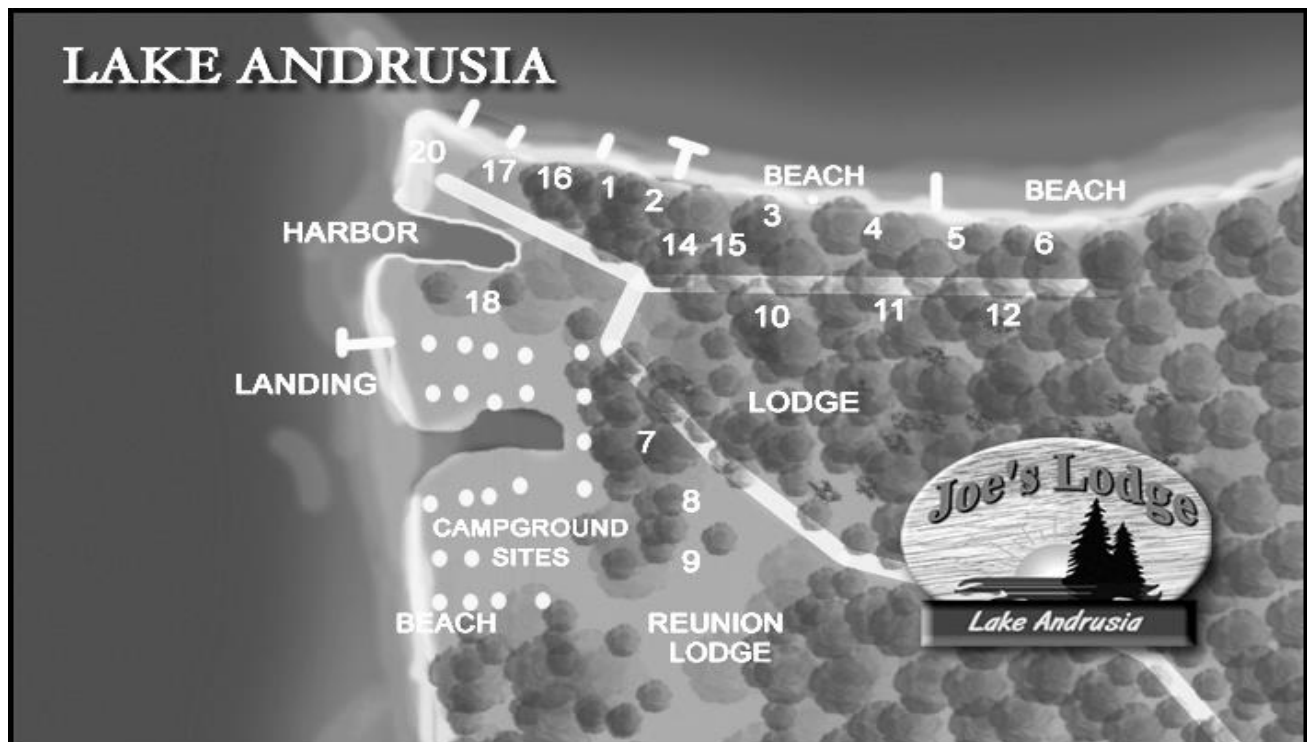 LAKE ANDRUSIA
20
17
16
1
2
BEACH
3
BEACH
4
5
6
14
15
HARBOR
18
10
11
12
LANDING
LODGE
7
8
CAMPGROUND
SITES
9
BEACH
REUNION
LODGE
Joe's Lodge
Lake Andrusia